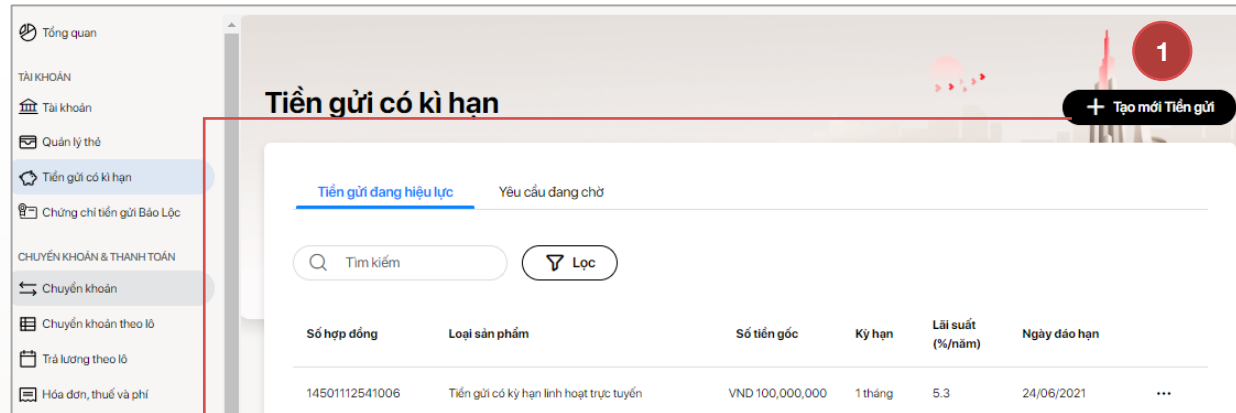 Tổng quan
TÀI KHOẢN
Tài khoản
Quản lý thẻ
Tiền gửi có kì hạn
Chứng chỉ tiền gửi Bảo Lộc
CHUYỂN KHOẢN & THANH TOÁN
Chuyển khoản
Chuyển khoản theo lô
Trả lương theo lô
Hóa đơn, thuế và phí
1
Tiền gửi có kì hạn
Tạo mới Tiền gửi
Tiền gửi đang hiệu lực Yêu cầu đang chờ
Tìm kiếm Lọc
Số hợp đồng Loại sản phẩm Số tiền gốc Kỳ hạn Lãi suất (%/năm) Ngày đáo hạn
14501112541006 Tiền gửi có kỳ hạn linh hoạt trực tuyến VND 100,000,000 1 tháng 5.3 24/06/2021 ...